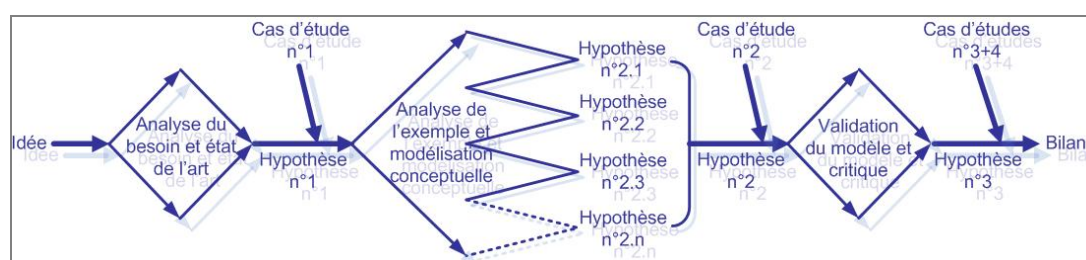 Idée
Analyse du
besoin et état
de l'art
Cas d'étude
n°1
Hypothèse
n°1
Analyse de
l'exemple et
modélisation
conceptuelle
Hypothèse
n°2.1
Hypothèse
n°2.2
Hypothèse
n°2.3
Hypothèse
n°2.n
Cas d'étude
n°2
Hypothèse
n°2
Validation
du modèle et
critique
Cas d'études
n°3+4
Hypothèse
n°3
Bilan